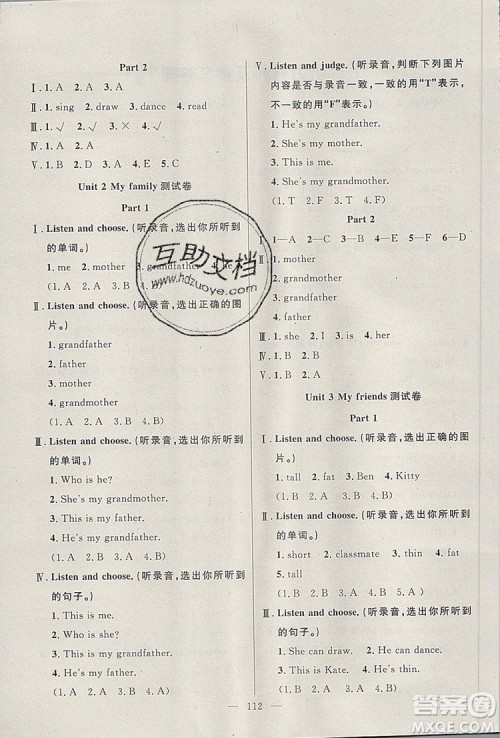 Part 2
Ⅰ. 1. A 2. A 3. A
Ⅱ. 1. sing 2. draw 3. dance 4. read
Ⅲ. 1. √ 2. √ 3. × 4. √
Ⅴ. 1. A 2. B 3. A 4. A
Unit 2 My family 测试卷
Part 1
Ⅰ. Listen and choose. (听录音,选出你所听到
的单词。)
1. me 2. mother 3. grandfather
4. grandmother
Ⅱ. Listen and choose. (听录音,选出正确的图
片。)
1. grandfather
2. father
3. mother
4. grandmother
(1. A 2. A 3. A 4. A)
Ⅲ. Listen and choose. (听录音,选出你所听到
的单词。)
1. Who is he?
2. She's my grandmother.
3. He's my father.
(1. A 2. A 3. A)
Ⅳ. Listen and choose. (听录音,选出你所听到
的句子。)
1. This is me.
2. Who is she?
3. This is my father.
4. He's my grandfather.
(1. A 2. A 3. A 4. A)
Ⅴ. Listen and judge. (听录音,判断下列图片
内容是否与录音一致,一致的用"T"表示,
不一致的用"F"表示。)
1. He's my grandfather.
2. She's my grandmother.
3. This is me.
4. He's my grandfather.
(1. T 2. F 3. F 4. T)
Part 2
Ⅰ. 1—A 2—B 3—C 4—E 5—F 6—D
Ⅱ. 1. A 2. A 3. A 4. A
Ⅲ. 1. she 2. I 3. is 4. her
Ⅳ. 1. A 2. A 3. A
Ⅴ. 1. A 2. A 3. A
Unit 3 My friends 测试卷
Part 1
Ⅰ. Listen and choose. (听录音,选出正确的图
片。)
1. tall 2. fat 3. Ben 4. Kitty
(1. A 2. A 3. A 4. A)
Ⅱ. Listen and choose. (听录音,选出你所听到
的单词。)
1. short 2. classmate 3. thin 4. fat
5. tall
(1. A 2. A 3. A 4. A 5. A)
Ⅲ. Listen and choose. (听录音,选出你所听到
的句子。)
1. She can draw. 2. He can dance.
3. This is Kate. 4. He's thin.
(1. A 2. A 3. A 4. A)
112
互助文档
www.hdzuoye.com
答案圈
MXQE.COM